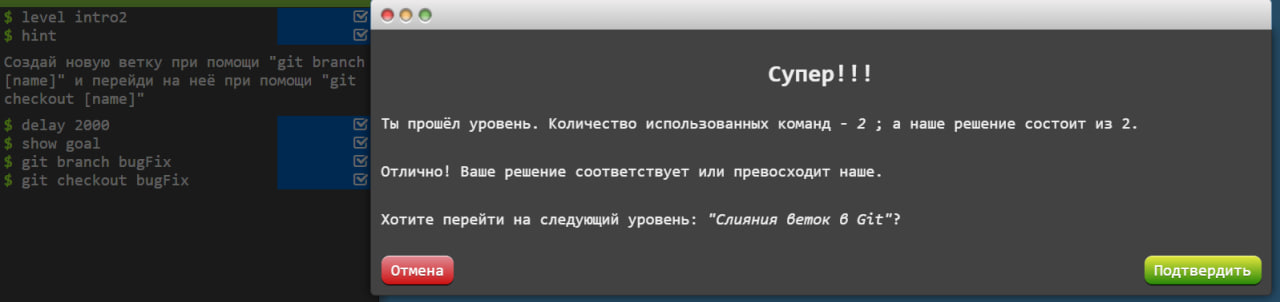 $ level intro2
$ hint
Создай новую ветку при помощи "git branch
[name]" и перейди на неё при помощи "git
checkout [name]"
$ delay 2000
$ show goal
$ git branch bugFix
$ git checkout bugFix
Супер!!!
Ты прошёл уровень. Количество использованных команд - 2 ; а наше решение состоит из 2.
Отлично! Ваше решение соответствует или превосходит наше.
Хотите перейти на следующий уровень: "Слияния веток в Git"?
Отмена
Подтвердить